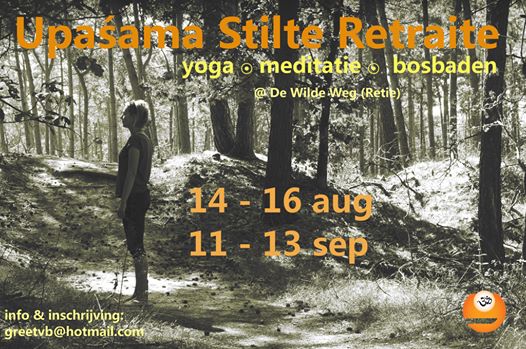 Upaśama Stilte Retraite
yoga ๏ meditatie ๏ bosbaden
@ De Wilde Weg (Retie)
14 - 16 aug
11 - 13 sep
ॐ
info & inschrijving:
greetvb@hotmail.com